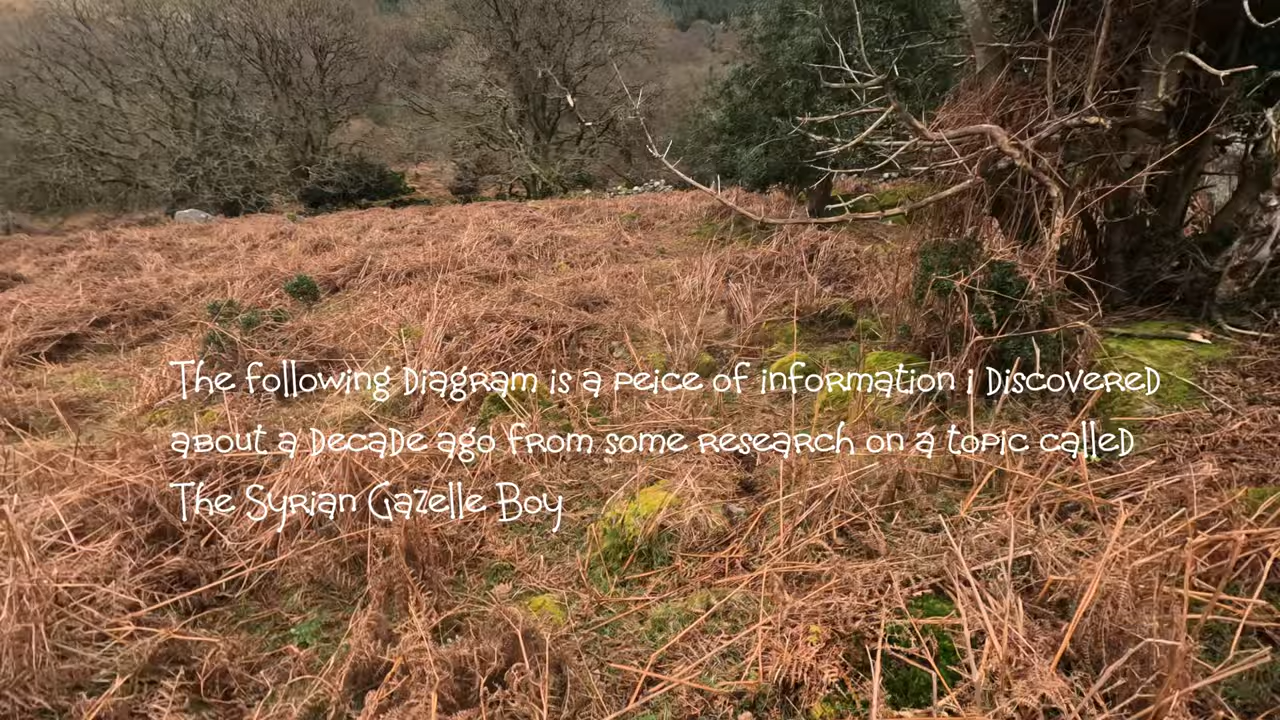 The following Diagram is a peice of information i Discovered
about a Decade ago from some research on a topic called
The Syrian Gazelle Boy